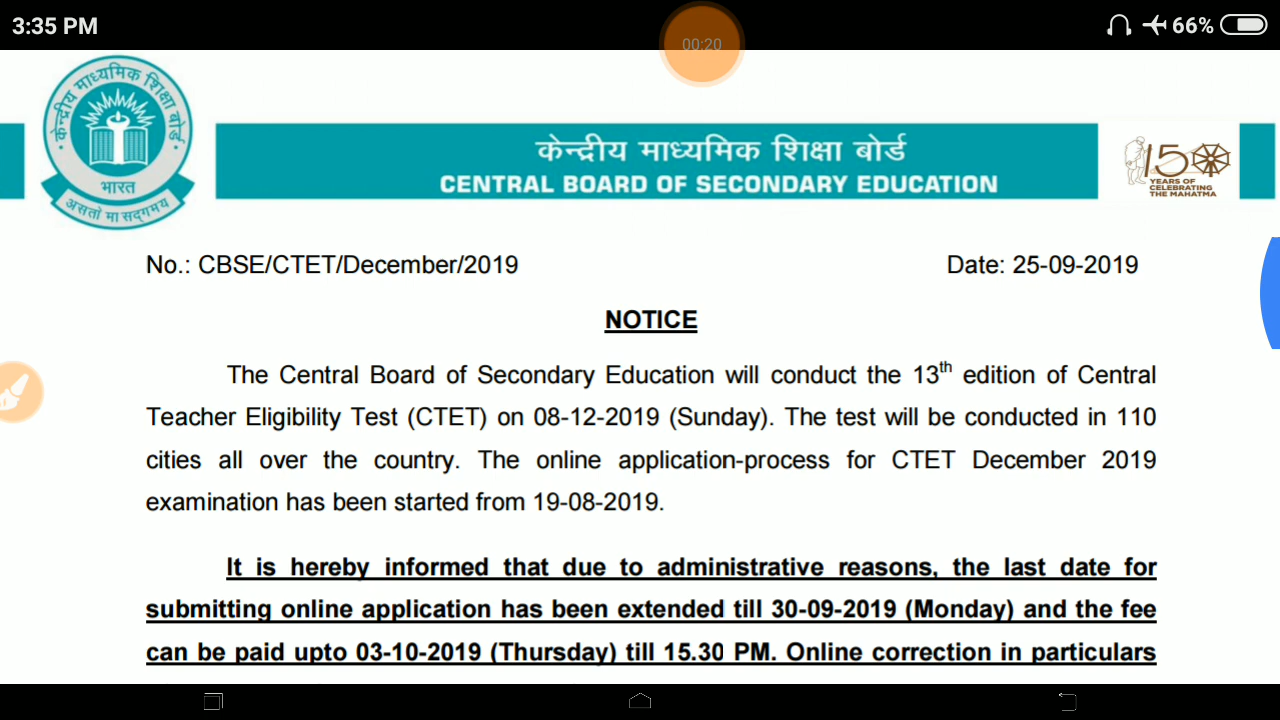 3:35 PM
00:20
66%
केन्द्रीय माध्यमिक शिक्षा बोर्ड
भारत
असतो मा सद्गमय
केन्द्रीय माध्यमिक शिक्षा बोर्ड
CENTRAL BOARD OF SECONDARY EDUCATION
150
YEARS OF
CELEBRATING
THE MAHATMA
No.: CBSE/CTET/December/2019 Date: 25-09-2019
NOTICE
The Central Board of Secondary Education will conduct the 13th edition of Central
Teacher Eligibility Test (CTET) on 08-12-2019 (Sunday). The test will be conducted in 110
cities all over the country. The online application-process for CTET December 2019
examination has been started from 19-08-2019.
It is hereby informed that due to administrative reasons, the last date for
submitting online application has been extended till 30-09-2019 (Monday) and the fee
can be paid upto 03-10-2019 (Thursday) till 15.30 PM. Online correction in particulars